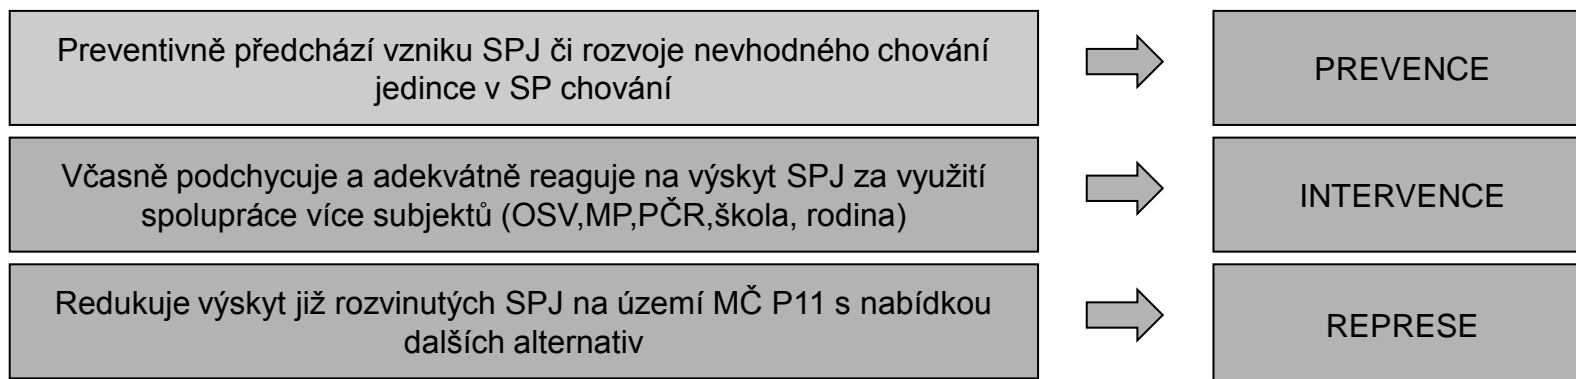 Preventivně předchází vzniku SPJ či rozvoje nevhodného chování
jedince v SP chování
PREVENCE
Včasně podchycuje a adekvátně reaguje na výskyt SPJ za využití
spolupráce více subjektů (OSV,MP,PČR,škola, rodina)
INTERVENCE
Redukuje výskyt již rozvinutých SPJ na území MČ P11 s nabídkou
dalších alternativ
REPRESE